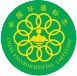 中国环境标志
CHINA ENVIRONMENTAL LABELLING